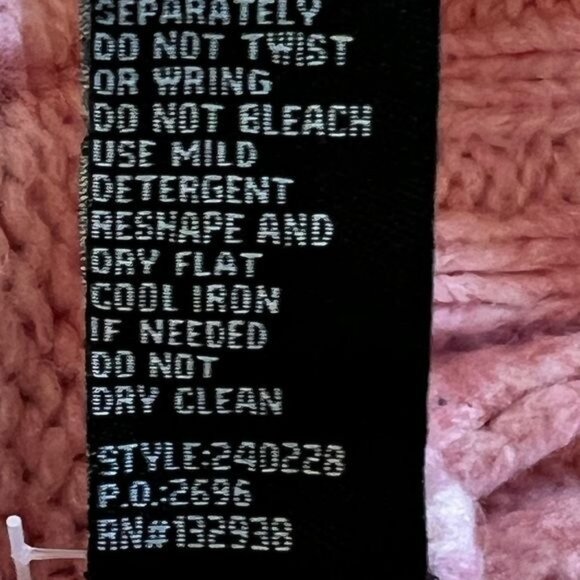 SEPARATELY
DO NOT TWIST
OR WRING
DO NOT BLEACH
USE MILD
DETERGENT
RESHAPE AND
DRY FLAT
COOL IRON
IF NEEDED
DO NOT
DRY CLEAN
STYLE:240228
P.O.:2696
RN#132938